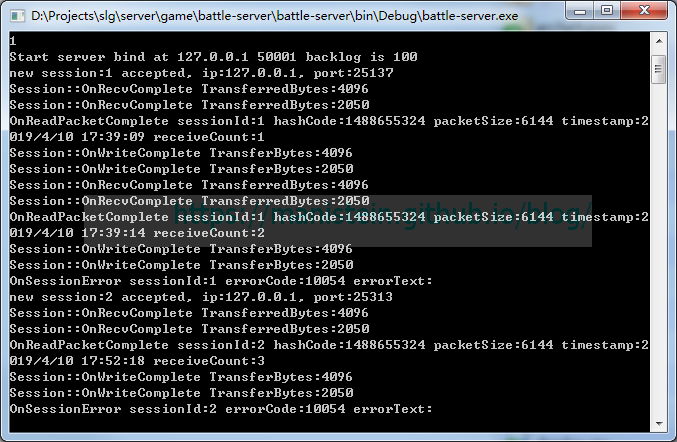 D:\Projects\slg\server\game\battle-server\battle-server\bin\Debug\battle-server.exe
1
Start server bind at 127.0.0.1 50001 backlog is 100
new session:1 accepted, ip:127.0.0.1, port:25137
Session::OnRecvComplete TransferredBytes:4096
Session::OnRecvComplete TransferredBytes:2050
OnReadPacketComplete sessionId:1 hashCode:1488655324 packetSize:6144 timestamp:2
019/4/10 17:39:09 receiveCount:1
Session::OnWriteComplete TransferBytes:4096
Session::OnWriteComplete TransferBytes:2050
Session::OnRecvComplete TransferredBytes:4096
Session::OnRecvComplete TransferredBytes:2050
OnReadPacketComplete sessionId:1 hashCode:1488655324 packetSize:6144 timestamp:2
019/4/10 17:39:14 receiveCount:2
Session::OnWriteComplete TransferBytes:4096
Session::OnWriteComplete TransferBytes:2050
OnSessionError sessionId:1 errorCode:10054 errorText:
new session:2 accepted, ip:127.0.0.1, port:25313
Session::OnRecvComplete TransferredBytes:4096
Session::OnRecvComplete TransferredBytes:2050
OnReadPacketComplete sessionId:2 hashCode:1488655324 packetSize:6144 timestamp:2
019/4/10 17:52:18 receiveCount:3
Session::OnWriteComplete TransferBytes:4096
Session::OnWriteComplete TransferBytes:2050
OnSessionError sessionId:2 errorCode:10054 errorText: